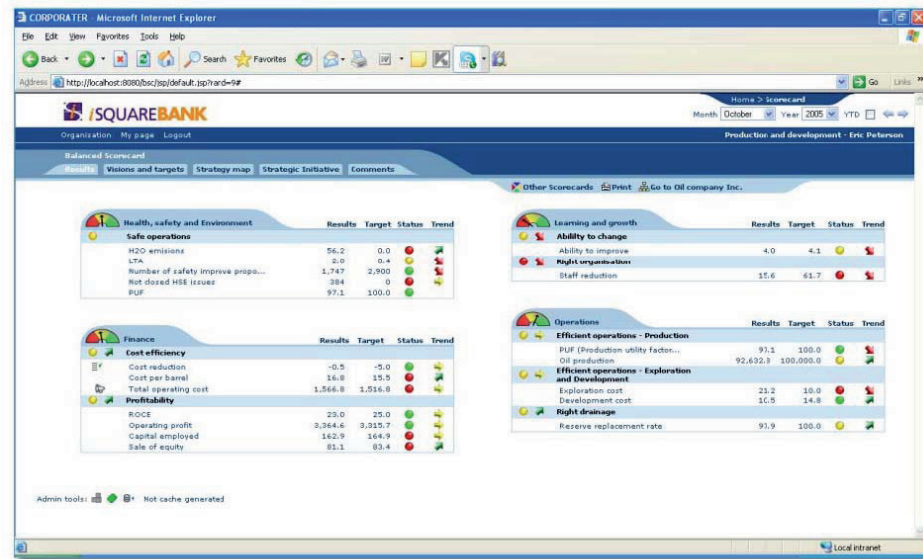 CORPORATER - Microsoft Internet Explorer
File Edit View Favorites Tools Help
Back Search Favorites
Address http://localhost:8080/bsc/jsp/default.jsp?rard=9# Go Links
iSQUAREBANK
Home > Scorecard
Month October Year 2005 YTD
Organization My page Logout
Production and development - Eric Peterson
Balanced Scorecard
Results Visions and targets Strategy map Strategic Initiative Comments
Other Scorecards Print Go to Oil company Inc.
Health, safety and Environment Results Target Status Trend
Safe operations
H2O emisions 56.2 0.0
LTA 2.0 0.4
Number of safety improve propo... 1,747 2,900
Not closed HSE issues 384 0
PUF 97.1 100.0
Learning and growth Results Target Status Trend
Abililty to change
Ability to improve 4.0 4.1
Right organisation
Staff reduction 15.6 61.7
Finance Results Target Status Trend
Cost efficiency
Cost reduction -0.5 -5.0
Cost per barrel 16.8 15.5
Total operating cost 1,566.8 1,516.8
Profitability
ROCE 23.0 25.0
Operating profit 3,364.6 3,315.7
Capital employed 162.9 164.9
Sale of equity 81.1 83.4
Operations Results Target Status Trend
Efficient operations - Production
PUF (Production utility factor... 97.1 100.0
Oil production 92,632.8 100,000.0
Efficient operations - Exploration
and Development
Exploration cost 23.2 10.0
Development cost 10.5 14.8
Right drainage
Reserve replacement rate 97.9 100.0
Admin tools: Not cache generated
Local intranet